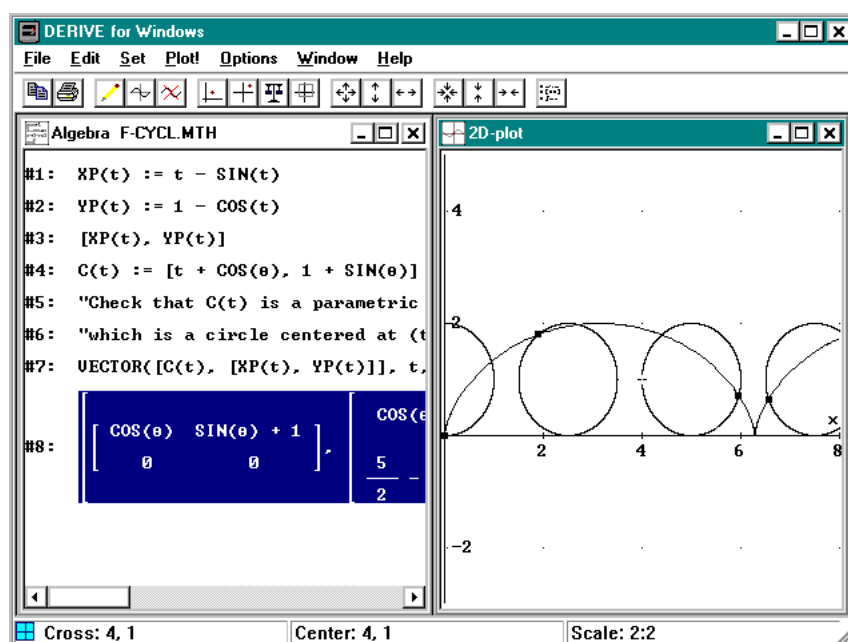 DERIVE for Windows
File Edit Set Plot! Options Window Help
Algebra F-CYCL.MTH
#1: XP(t) := t - SIN(t)
#2: YP(t) := 1 - COS(t)
#3: [XP(t), YP(t)]
#4: C(t) := [t + COS(θ), 1 + SIN(θ)]
#5: "Check that C(t) is a parametric
#6: "which is a circle centered at (t
#7: VECTOR([C(t), [XP(t), YP(t)]], t,
#8: [[COS(θ) SIN(θ) + 1
0 0], [COS(θ
5
2 -
2D-plot
4
2
-2
2 4 6 8
x
Cross: 4, 1 Center: 4, 1 Scale: 2:2